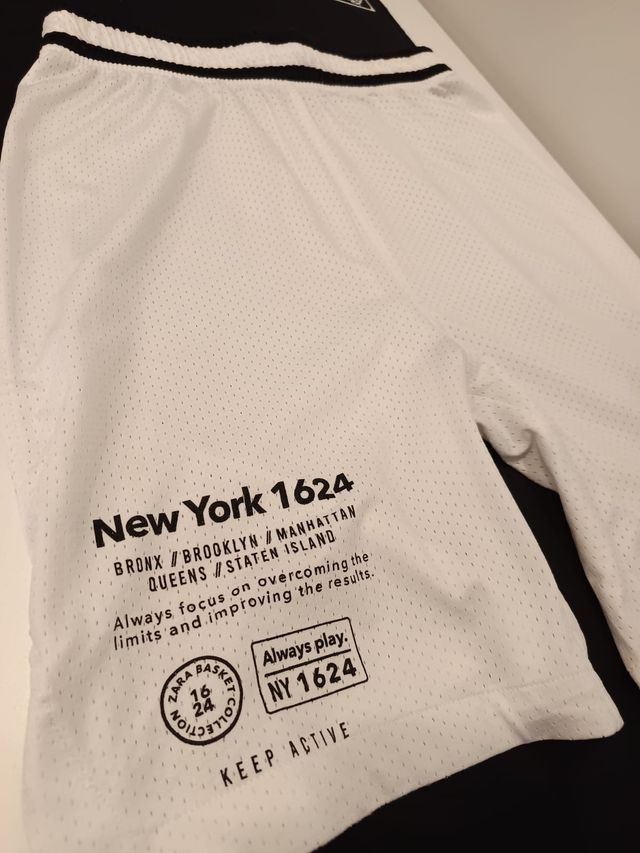 New York 1624
BRONX // BROOKLYN // MANHATTAN
QUEENS // STATEN ISLAND
Always focus on overcoming the
limits and improving the results.
ZARA BASKET COLLECTION
16
24
Always play.
NY 1624
KEEP ACTIVE